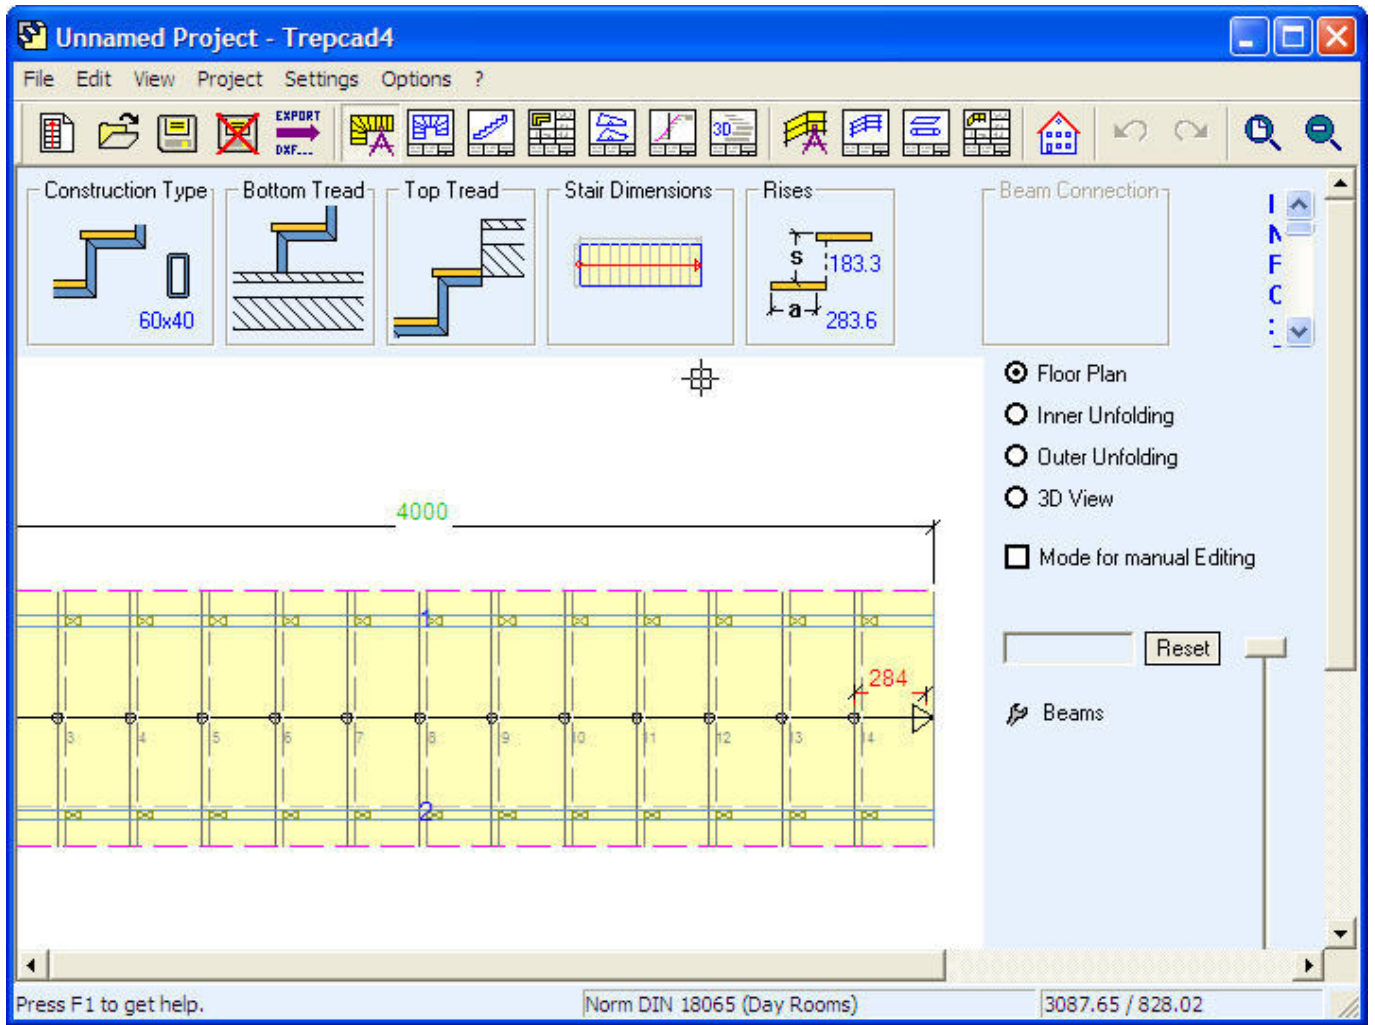 Unnamed Project - Trepcad4
File Edit View Project Settings Options ?
EXPORT
DXF...
3D
Construction Type Bottom Tread Top Tread Stair Dimensions Rises Beam Connection
60x40
s 183.3
a 283.6
I
N
F
O
:
Floor Plan
Inner Unfolding
Outer Unfolding
3D View
Mode for manual Editing
Reset
Beams
4000
1
284
3 4 5 6 7 8 9 10 11 12 13 14
2
Press F1 to get help. Norm DIN 18065 (Day Rooms) 3087.65 / 828.02